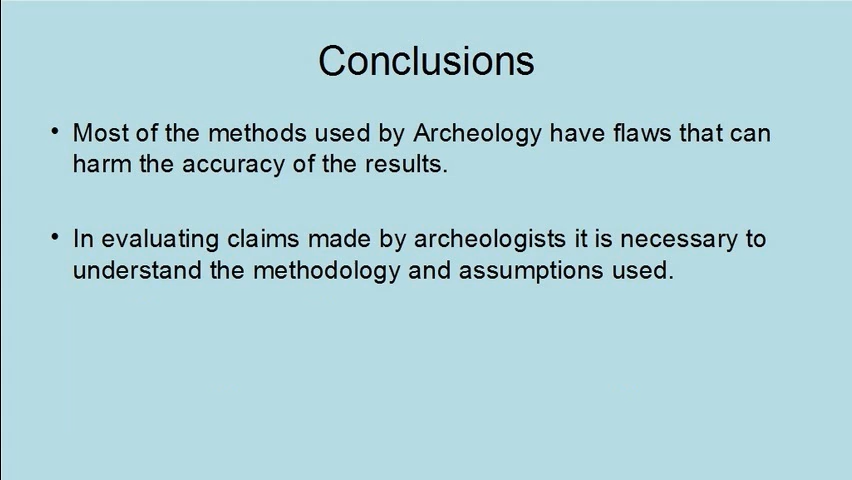 Conclusions
• Most of the methods used by Archeology have flaws that can
harm the accuracy of the results.
• In evaluating claims made by archeologists it is necessary to
understand the methodology and assumptions used.